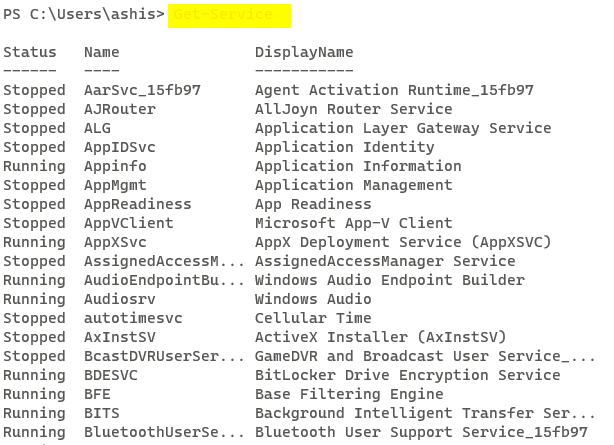 PS C:\Users\ashis> Get-Service
Status Name DisplayName
------ ---- -----------
Stopped AarSvc_15fb97 Agent Activation Runtime_15fb97
Stopped AJRouter AllJoyn Router Service
Stopped ALG Application Layer Gateway Service
Stopped AppIDSvc Application Identity
Running Appinfo Application Information
Stopped AppMgmt Application Management
Stopped AppReadiness App Readiness
Stopped AppVClient Microsoft App-V Client
Running AppXSvc AppX Deployment Service (AppXSVC)
Stopped AssignedAccessM... AssignedAccessManager Service
Running AudioEndpointBu... Windows Audio Endpoint Builder
Running Audiosrv Windows Audio
Stopped autotimesvc Cellular Time
Stopped AxInstSV ActiveX Installer (AxInstSV)
Stopped BcastDVRUserSer... GameDVR and Broadcast User Service_...
Running BDESVC BitLocker Drive Encryption Service
Running BFE Base Filtering Engine
Running BITS Background Intelligent Transfer Ser...
Running BluetoothUserSe... Bluetooth User Support Service_15fb97